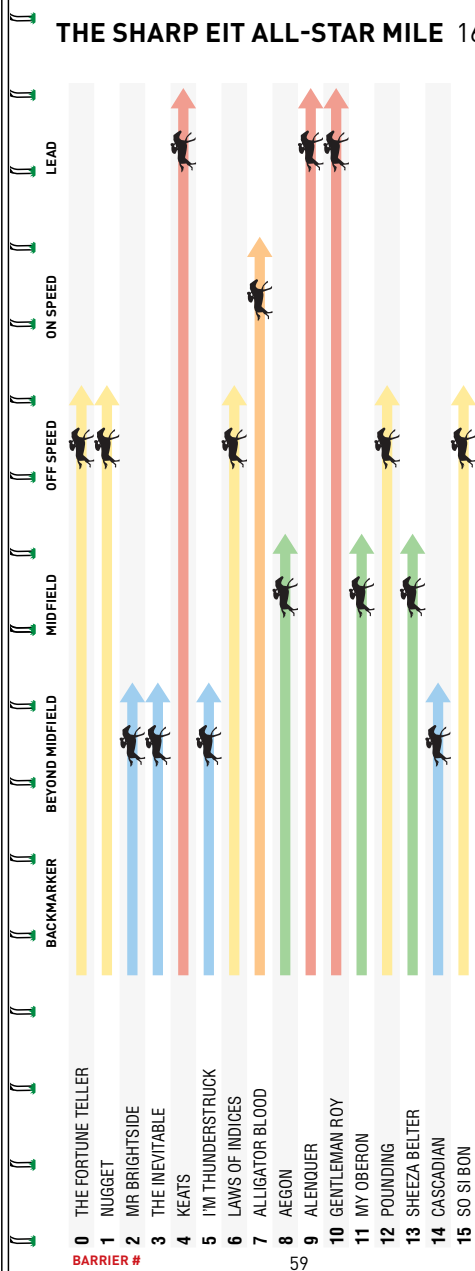 THE SHARP EIT ALL-STAR MILE 16
LEAD
ON SPEED
OFF SPEED
MIDFIELD
BEYOND MIDFIELD
BACKMARKER
0 THE FORTUNE TELLER
1 NUGGET
2 MR BRIGHTSIDE
3 THE INEVITABLE
4 KEATS
5 I'M THUNDERSTRUCK
6 LAWS OF INDICES
7 ALLIGATOR BLOOD
8 AEGON
9 ALENQUER
10 GENTLEMAN ROY
11 MY OBERON
12 POUNDING
13 SHEEZA BELTER
14 CASCADIAN
15 SO SI BON
BARRIER #
59